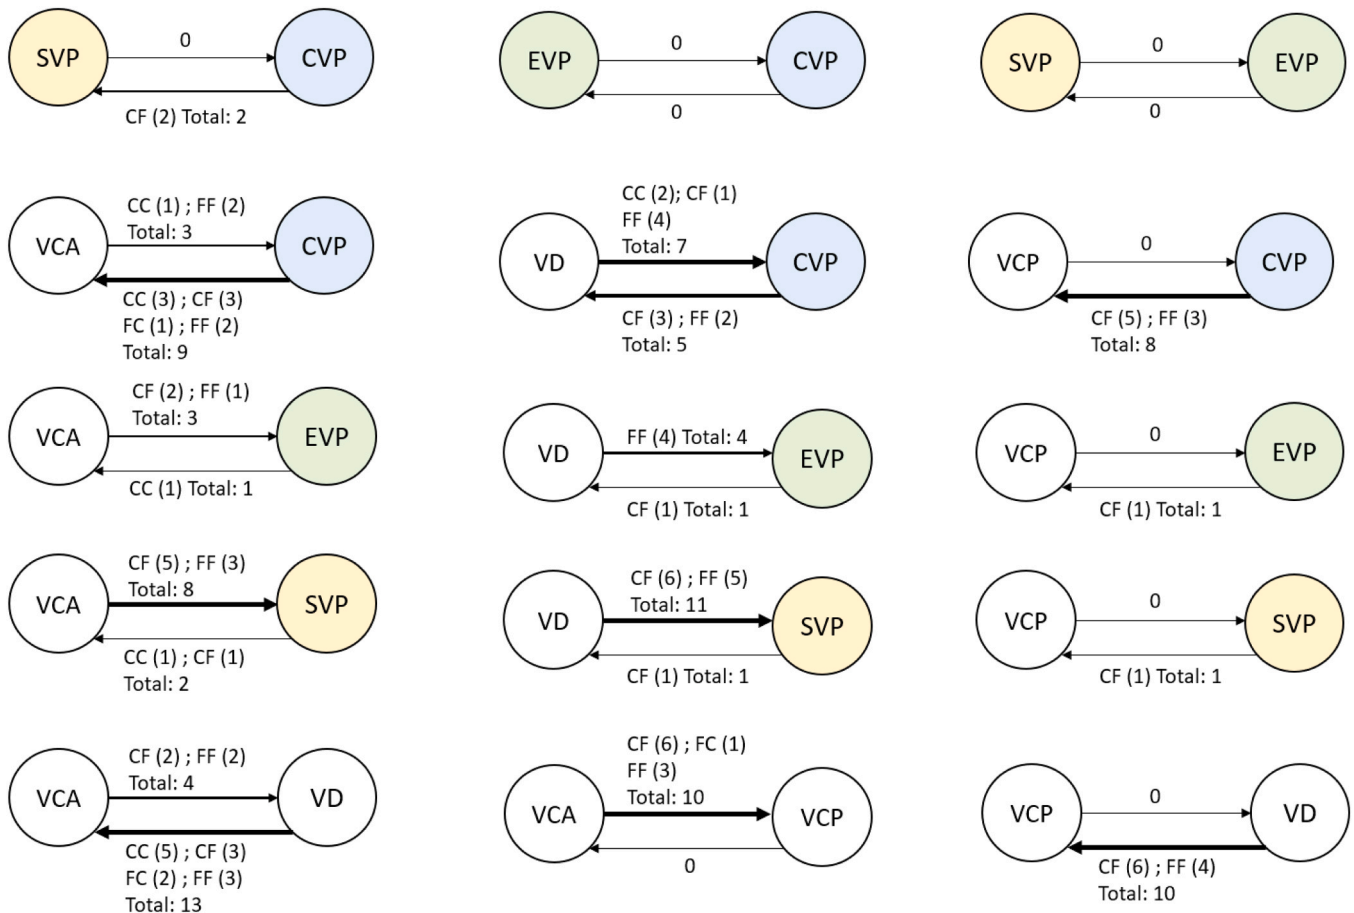 SVP
0
CVP
CF (2) Total: 2
EVP
0
CVP
0
SVP
0
EVP
0
VCA
CC (1) ; FF (2)
Total: 3
CVP
CC (3) ; CF (3)
FC (1) ; FF (2)
Total: 9
VD
CC (2); CF (1)
FF (4)
Total: 7
CVP
CF (3) ; FF (2)
Total: 5
VCP
0
CVP
CF (5) ; FF (3)
Total: 8
VCA
CF (2) ; FF (1)
Total: 3
EVP
CC (1) Total: 1
VD
FF (4) Total: 4
EVP
CF (1) Total: 1
VCP
0
EVP
CF (1) Total: 1
VCA
CF (5) ; FF (3)
Total: 8
SVP
CC (1) ; CF (1)
Total: 2
VD
CF (6) ; FF (5)
Total: 11
SVP
CF (1) Total: 1
VCP
0
SVP
CF (1) Total: 1
VCA
CF (2) ; FF (2)
Total: 4
VD
CC (5) ; CF (3)
FC (2) ; FF (3)
Total: 13
VCA
CF (6) ; FC (1)
FF (3)
Total: 10
VCP
0
VCP
0
VD
CF (6) ; FF (4)
Total: 10